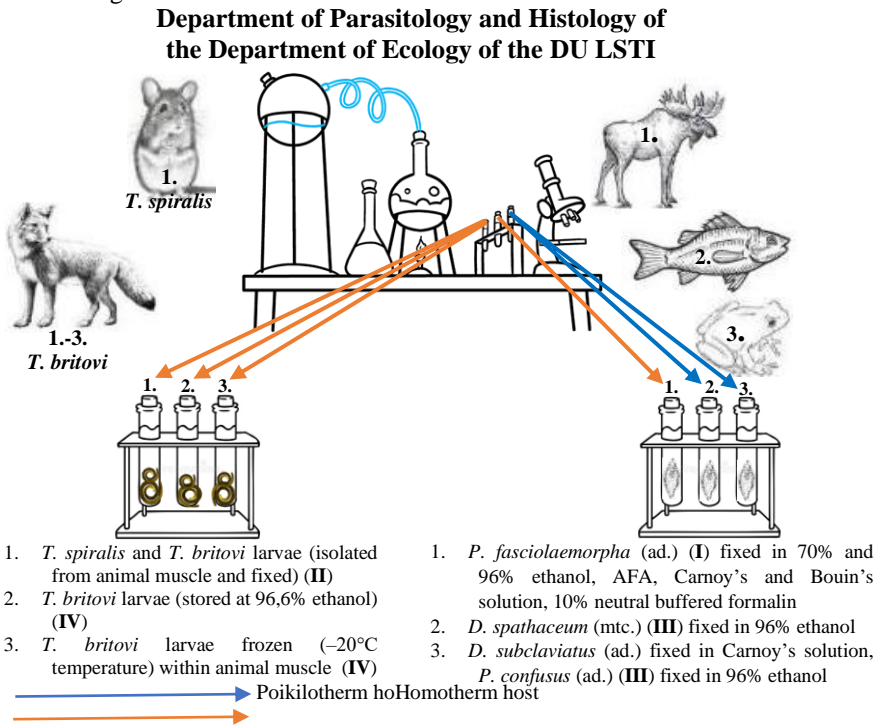 Department of Parasitology and Histology of
the Department of Ecology of the DU LSTI
1.
T. spiralis
1.-3.
T. britovi
1.
2.
3.
1. 2. 3.
1. 2. 3.
1. T. spiralis and T. britovi larvae (isolated
from animal muscle and fixed) (II)
2. T. britovi larvae (stored at 96,6% ethanol)
(IV)
3. T. britovi larvae frozen (–20°C
temperature) within animal muscle (IV)
1. P. fasciolaemorpha (ad.) (I) fixed in 70% and
96% ethanol, AFA, Carnoy's and Bouin's
solution, 10% neutral buffered formalin
2. D. spathaceum (mtc.) (III) fixed in 96% ethanol
3. D. subclaviatus (ad.) fixed in Carnoy's solution,
P. confusus (ad.) (III) fixed in 96% ethanol
Poikilotherm hoHomotherm host